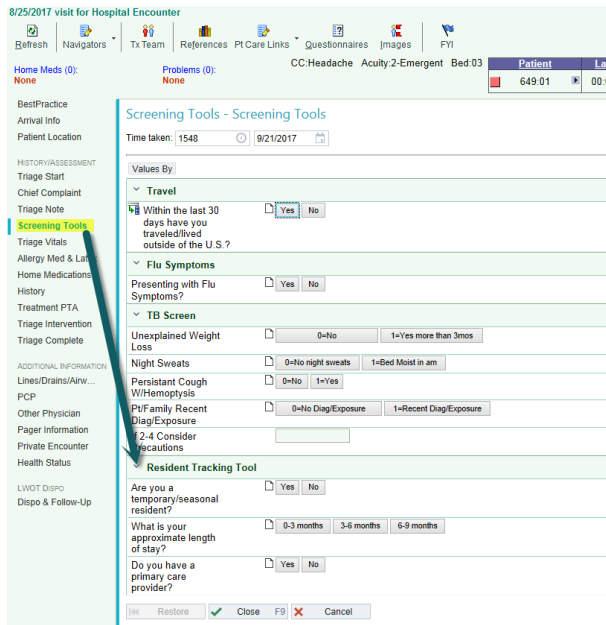 8/25/2017 visit for Hospital Encounter
Refresh Navigators Tx Team References Pt Care Links Questionnaires Images FYI
Home Meds (0): Problems (0): CC:Headache Acuity:2-Emergent Bed:03 Patient La
None None 649:01 00:
BestPractice
Arrival Info
Patient Location
HISTORY/ASSESSMENT
Triage Start
Chief Complaint
Triage Note
Screening Tools
Triage Vitals
Allergy Med & Lat
Home Medications
History
Treatment PTA
Triage Intervention
Triage Complete
ADDITIONAL INFORMATION
Lines/Drains/Airw...
PCP
Other Physician
Pager Information
Private Encounter
Health Status
LWOT DISPO
Dispo & Follow-Up
Screening Tools - Screening Tools
Time taken: 1548 9/21/2017
Values By
Travel
Within the last 30 Yes No
days have you
traveled/lived
outside of the U.S.?
Flu Symptoms
Presenting with Flu Yes No
Symptoms?
TB Screen
Unexplained Weight 0=No 1=Yes more than 3mos
Loss
Night Sweats 0=No night sweats 1=Bed Moist in am
Persistant Cough 0=No 1=Yes
W/Hemoptysis
Pt/Family Recent 0=No Diag/Exposure 1=Recent Diag/Exposure
Diag/Exposure
2-4 Consider
recautions
Resident Tracking Tool
Are you a Yes No
temporary/seasonal
resident?
What is your 0-3 months 3-6 months 6-9 months
approximate length
of stay?
Do you have a Yes No
primary care
provider?
Restore Close F9 Cancel